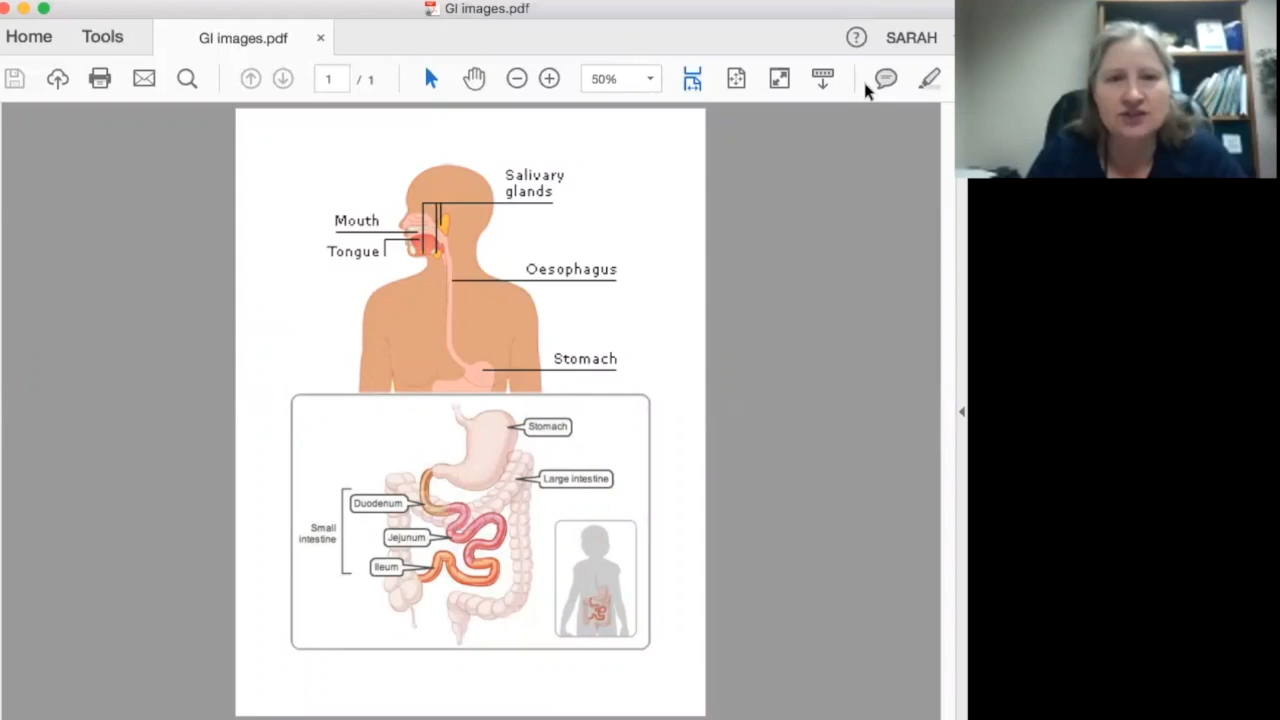 GI images.pdf
Home
Tools
GI images.pdf
×
SARAH
1
/ 1
50%
Salivary
glands
Mouth
Tongue
Oesophagus
Stomach
Stomach
Large intestine
Duodenum
Small
intestine
Jejunum
Ileum